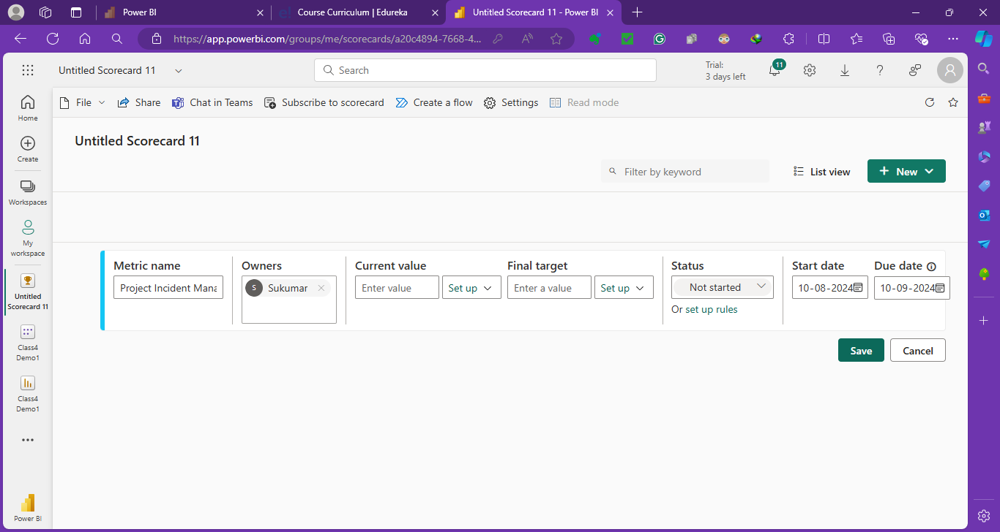 Power BI
Course Curriculum | Edureka
Untitled Scorecard 11 - Power BI
https://app.powerbi.com/groups/me/scorecards/a20c4894-7668-4...
Untitled Scorecard 11
Search
Trial:
3 days left
11
File
Share
Chat in Teams
Subscribe to scorecard
Create a flow
Settings
Read mode
Home
Create
Workspaces
My
workspace
Untitled
Scorecard 11
Class4
Demo1
Class4
Demo1
Power BI
Untitled Scorecard 11
Filter by keyword
List view
New
Metric name
Owners
Current value
Final target
Status
Start date
Due date
Project Incident Mana
S
Sukumar
Enter value
Set up
Enter a value
Set up
Not started
10-08-2024
10-09-2024
Or set up rules
Save
Cancel